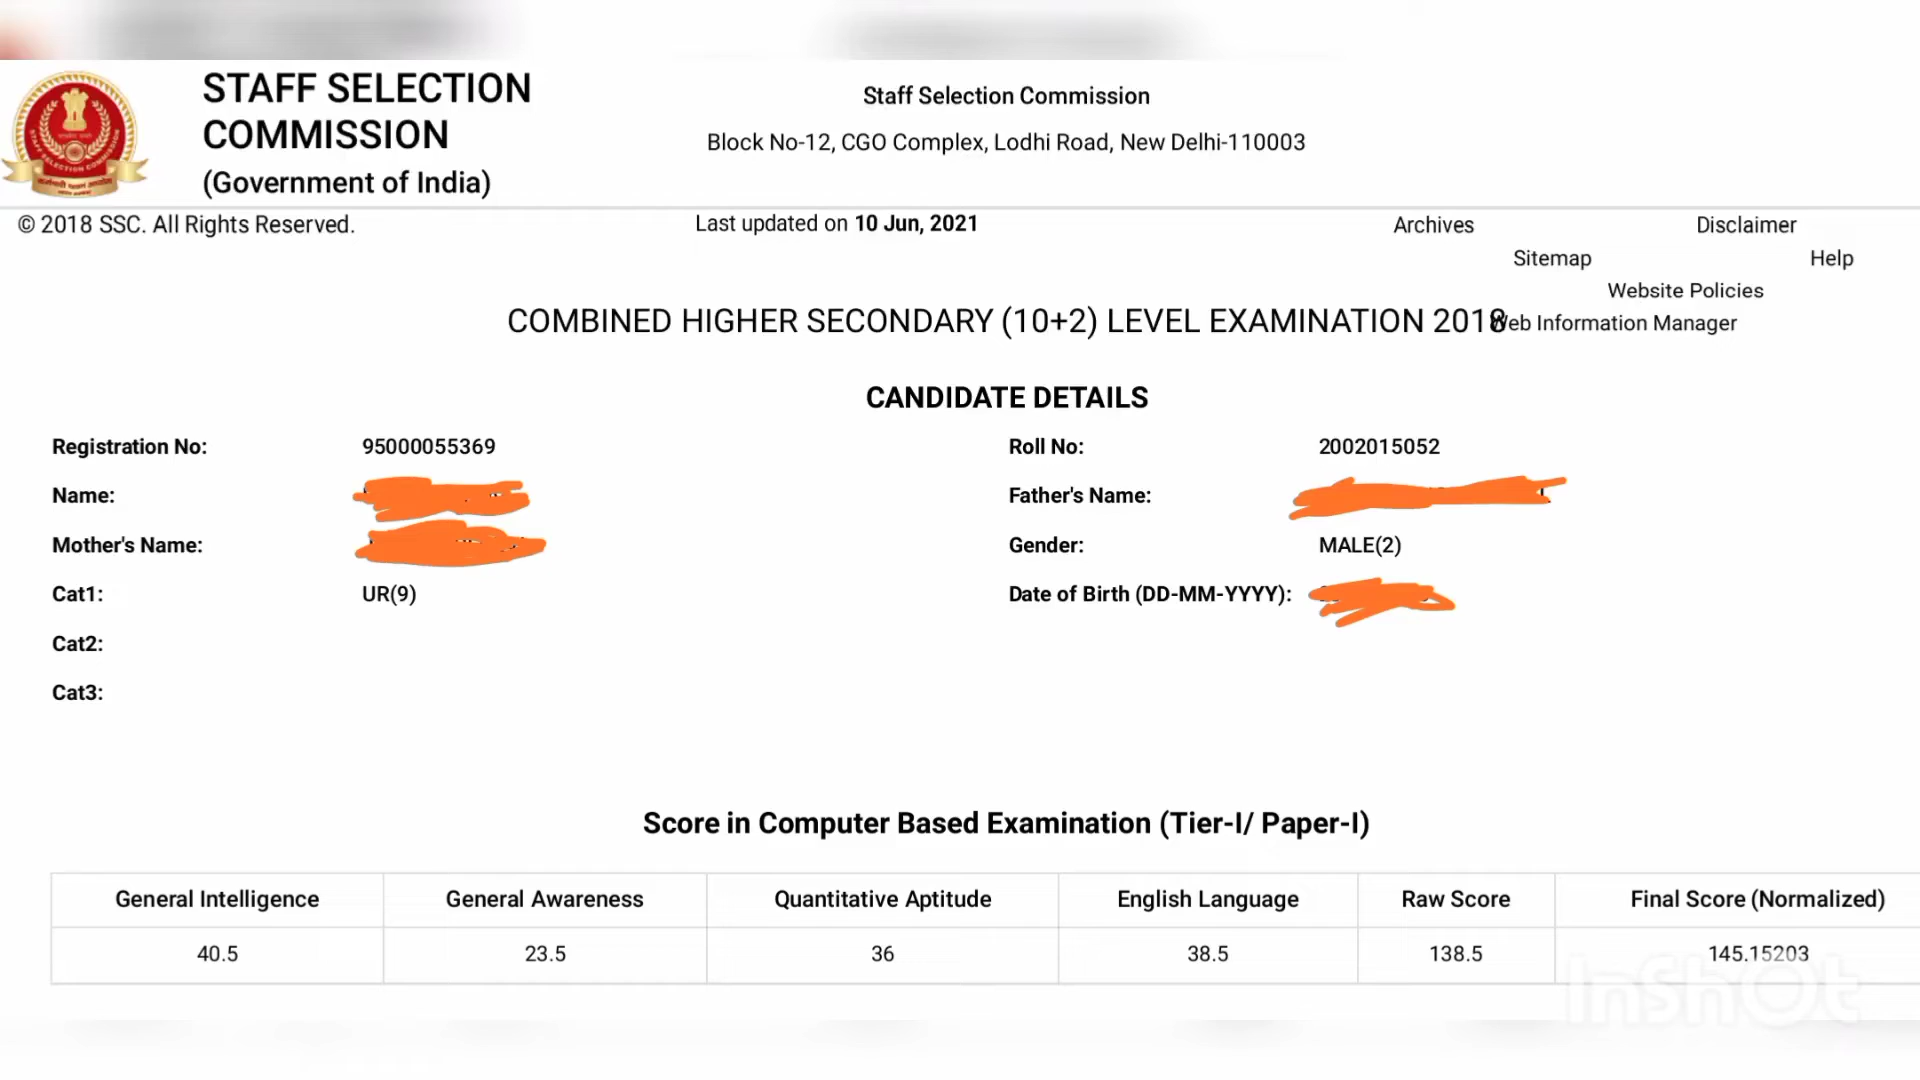 STAFF SELECTION
COMMISSION
(Government of India)
Staff Selection Commission
Block No-12, CGO Complex, Lodhi Road, New Delhi-110003
© 2018 SSC. All Rights Reserved.
Last updated on 10 Jun, 2021
Archives
Disclaimer
Sitemap
Help
Website Policies
Web Information Manager
COMBINED HIGHER SECONDARY (10+2) LEVEL EXAMINATION 2018
CANDIDATE DETAILS
Registration No: 95000055369
Roll No: 2002015052
Name:
Father's Name:
Mother's Name:
Gender: MALE(2)
Cat1: UR(9)
Date of Birth (DD-MM-YYYY):
Cat2:
Cat3:
Score in Computer Based Examination (Tier-I/ Paper-I)
General Intelligence General Awareness Quantitative Aptitude English Language Raw Score Final Score (Normalized)
40.5 23.5 36 38.5 138.5 145.15203
InShOt